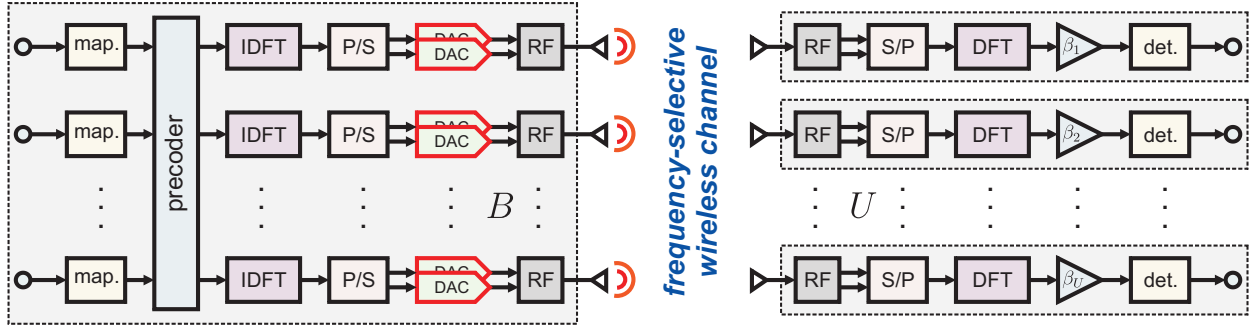 map. IDFT P/S DAC DAC RF RF S/P DFT β₁ det.
map. IDFT P/S DAC DAC RF RF S/P DFT β₂ det.
precoder
B
frequency-selective
wireless channel
U
map. IDFT P/S DAC DAC RF RF S/P DFT β_U det.